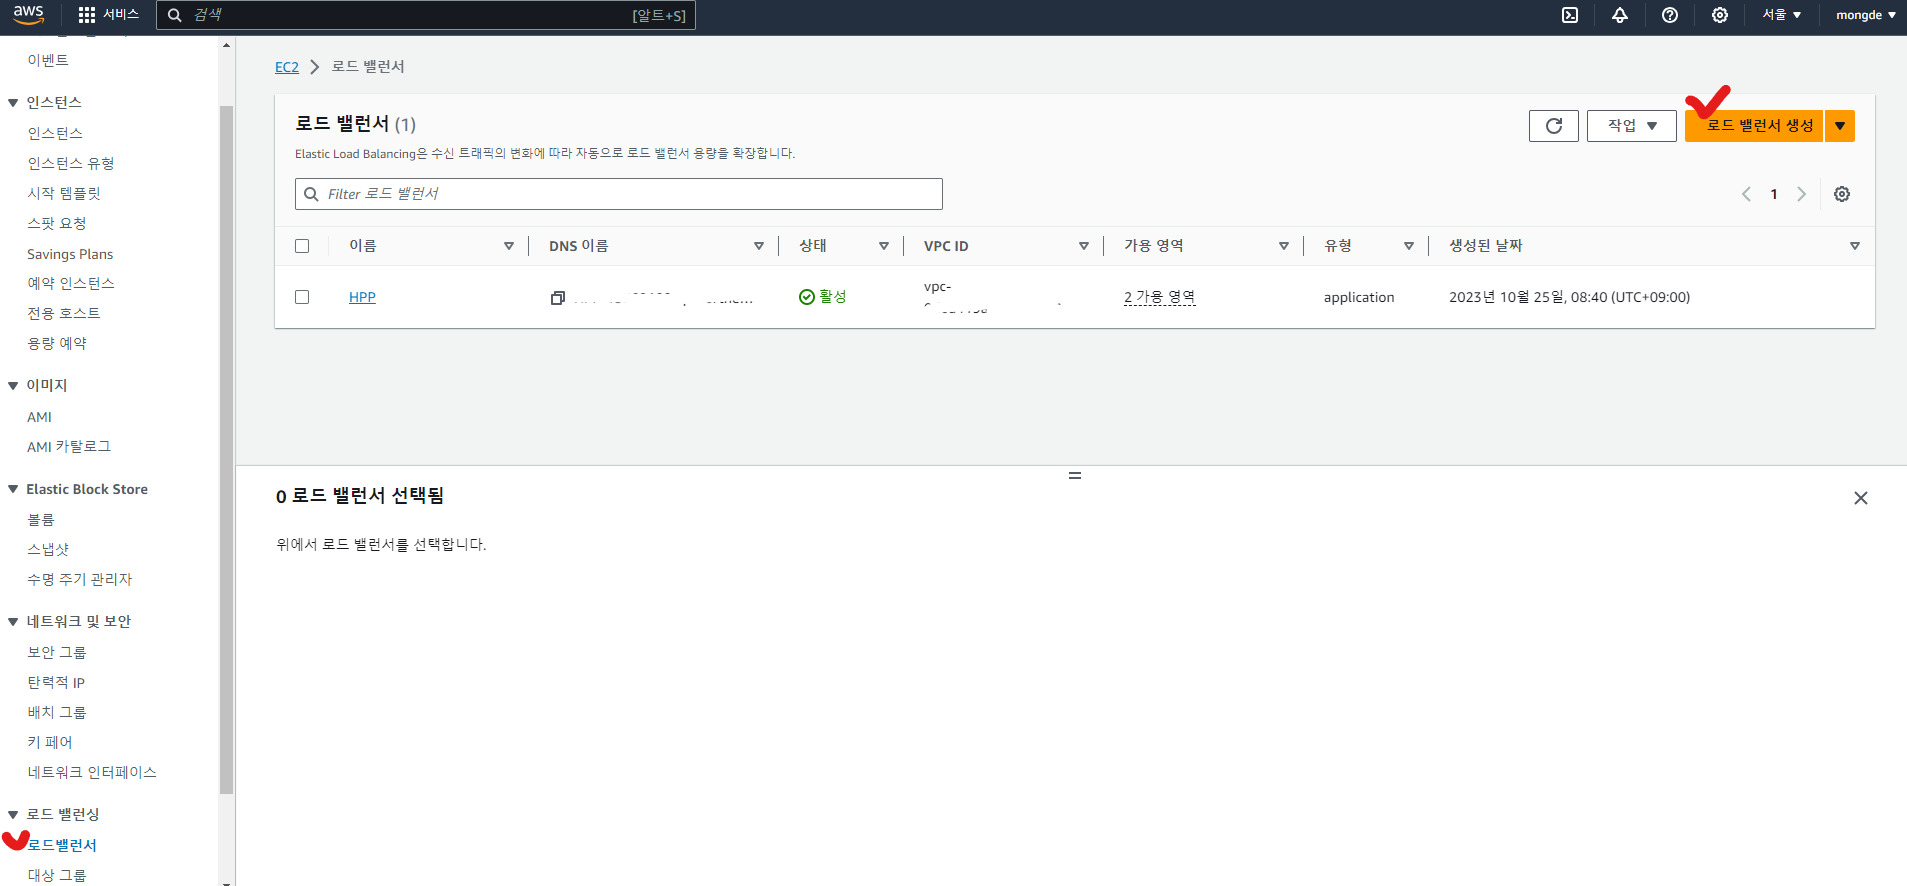 aws 서비스 검색 [알트+S] 서울 mongde
이벤트
인스턴스
인스턴스
인스턴스 유형
시작 템플릿
스팟 요청
Savings Plans
예약 인스턴스
전용 호스트
용량 예약
이미지
AMI
AMI 카탈로그
Elastic Block Store
볼륨
스냅샷
수명 주기 관리자
네트워크 및 보안
보안 그룹
탄력적 IP
배치 그룹
키 페어
네트워크 인터페이스
로드 밸런싱
로드밸런서
대상 그룹
EC2 로드 밸런서
로드 밸런서 (1)
작업 로드 밸런서 생성
Elastic Load Balancing은 수신 트래픽의 변화에 따라 자동으로 로드 밸런서 용량을 확장합니다.
Filter 로드 밸런서
1
이름 DNS 이름 상태 VPC ID 가용 영역 유형 생성된 날짜
HPP 활성 vpc- 2 가용 영역 application 2023년 10월 25일, 08:40 (UTC+09:00)
0 로드 밸런서 선택됨
위에서 로드 밸런서를 선택합니다.